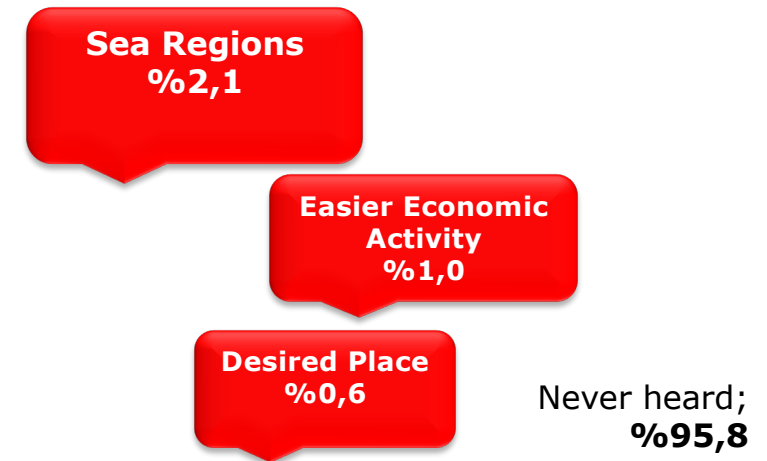 Sea Regions
%2,1
Easier Economic
Activity
%1,0
Desired Place
%0,6
Never heard;
%95,8